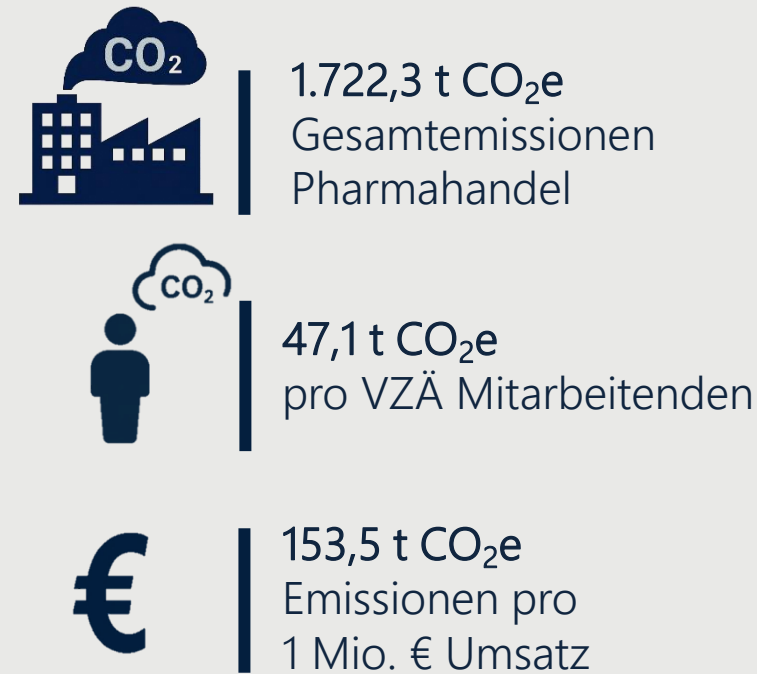 CO₂
1.722,3 t CO₂e
Gesamtemissionen
Pharmahandel
CO₂
47,1 t CO₂e
pro VZÄ Mitarbeitenden
€
153,5 t CO₂e
Emissionen pro
1 Mio. € Umsatz